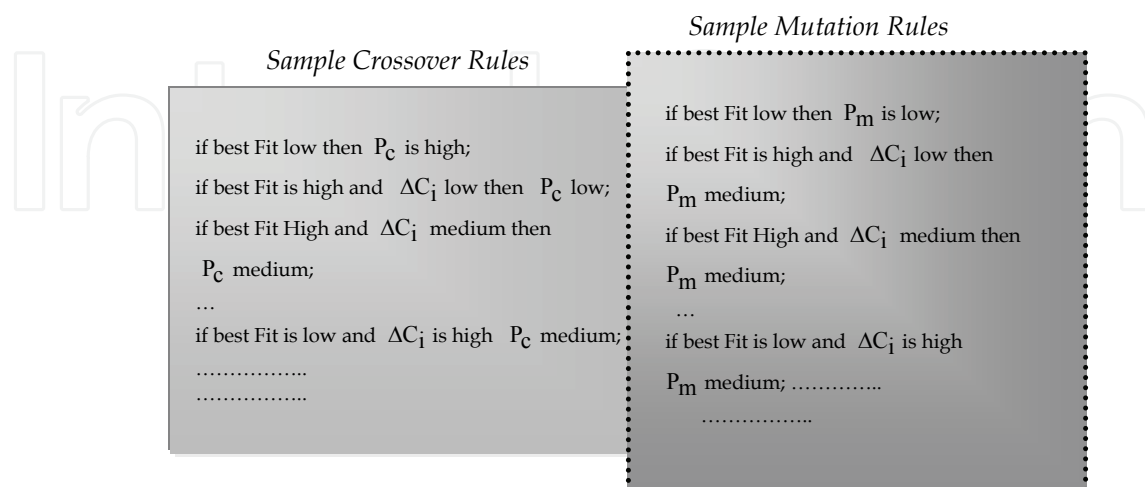 Sample Crossover Rules
if best Fit low then Pc is high;
if best Fit is high and ΔCi low then Pc low;
if best Fit High and ΔCi medium then
Pc medium;
...
if best Fit is low and ΔCi is high Pc medium;
……………..
……………..
Sample Mutation Rules
if best Fit low then Pm is low;
if best Fit is high and ΔCi low then
Pm medium;
if best Fit High and ΔCi medium then
Pm medium;
...
if best Fit is low and ΔCi is high
Pm medium; …………..
……………..